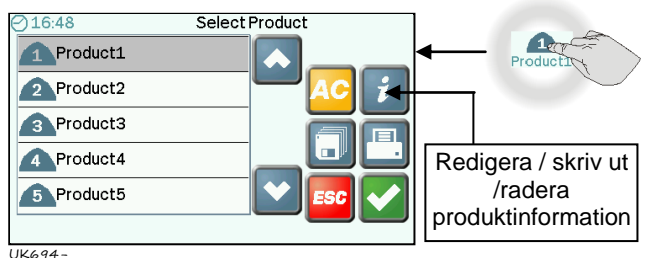 16:48 Select Product
1 Product1
2 Product2
3 Product3
4 Product4
5 Product5
AC
i
ESC
1
Product1
Redigera / skriv ut
/radera
produktinformation
UK694-